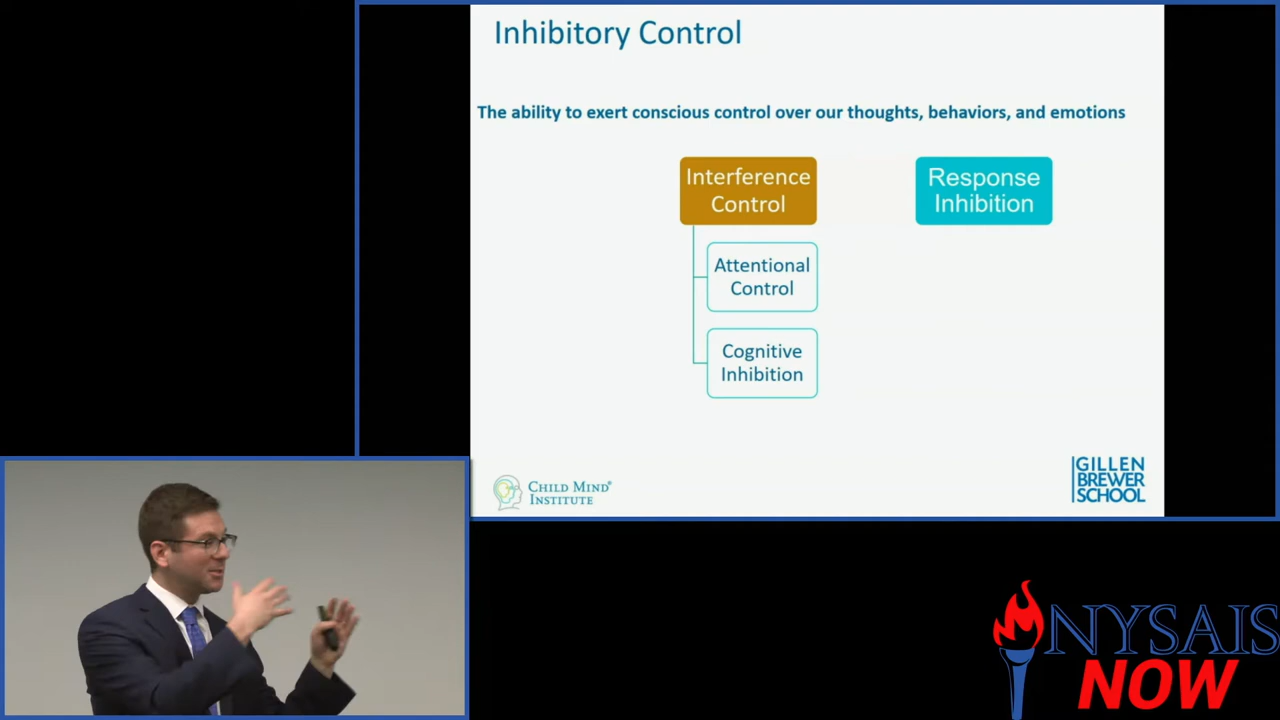 Inhibitory Control
The ability to exert conscious control over our thoughts, behaviors, and emotions
Interference
Control
Response
Inhibition
Attentional
Control
Cognitive
Inhibition
CHILD MIND®
INSTITUTE
GILLEN
BREWER
SCHOOL
NYSAIS
NOW